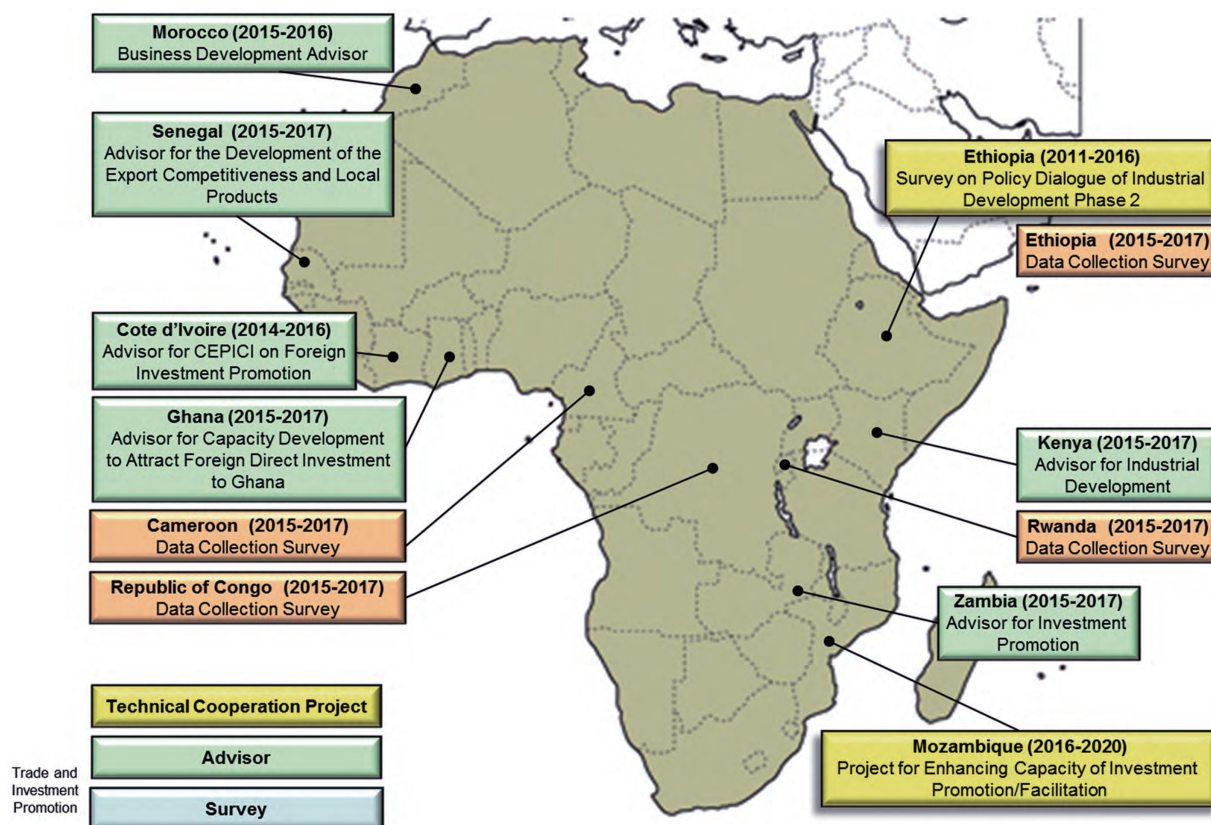 Morocco (2015-2016)
Business Development Advisor
Senegal (2015-2017)
Advisor for the Development of the
Export Competitiveness and Local
Products
Cote d'Ivoire (2014-2016)
Advisor for CEPICI on Foreign
Investment Promotion
Ghana (2015-2017)
Advisor for Capacity Development
to Attract Foreign Direct Investment
to Ghana
Cameroon (2015-2017)
Data Collection Survey
Republic of Congo (2015-2017)
Data Collection Survey
Ethiopia (2011-2016)
Survey on Policy Dialogue of Industrial
Development Phase 2
Ethiopia (2015-2017)
Data Collection Survey
Kenya (2015-2017)
Advisor for Industrial
Development
Rwanda (2015-2017)
Data Collection Survey
Zambia (2015-2017)
Advisor for Investment
Promotion
Mozambique (2016-2020)
Project for Enhancing Capacity of Investment
Promotion/Facilitation
Technical Cooperation Project
Advisor
Survey
Trade and
Investment
Promotion